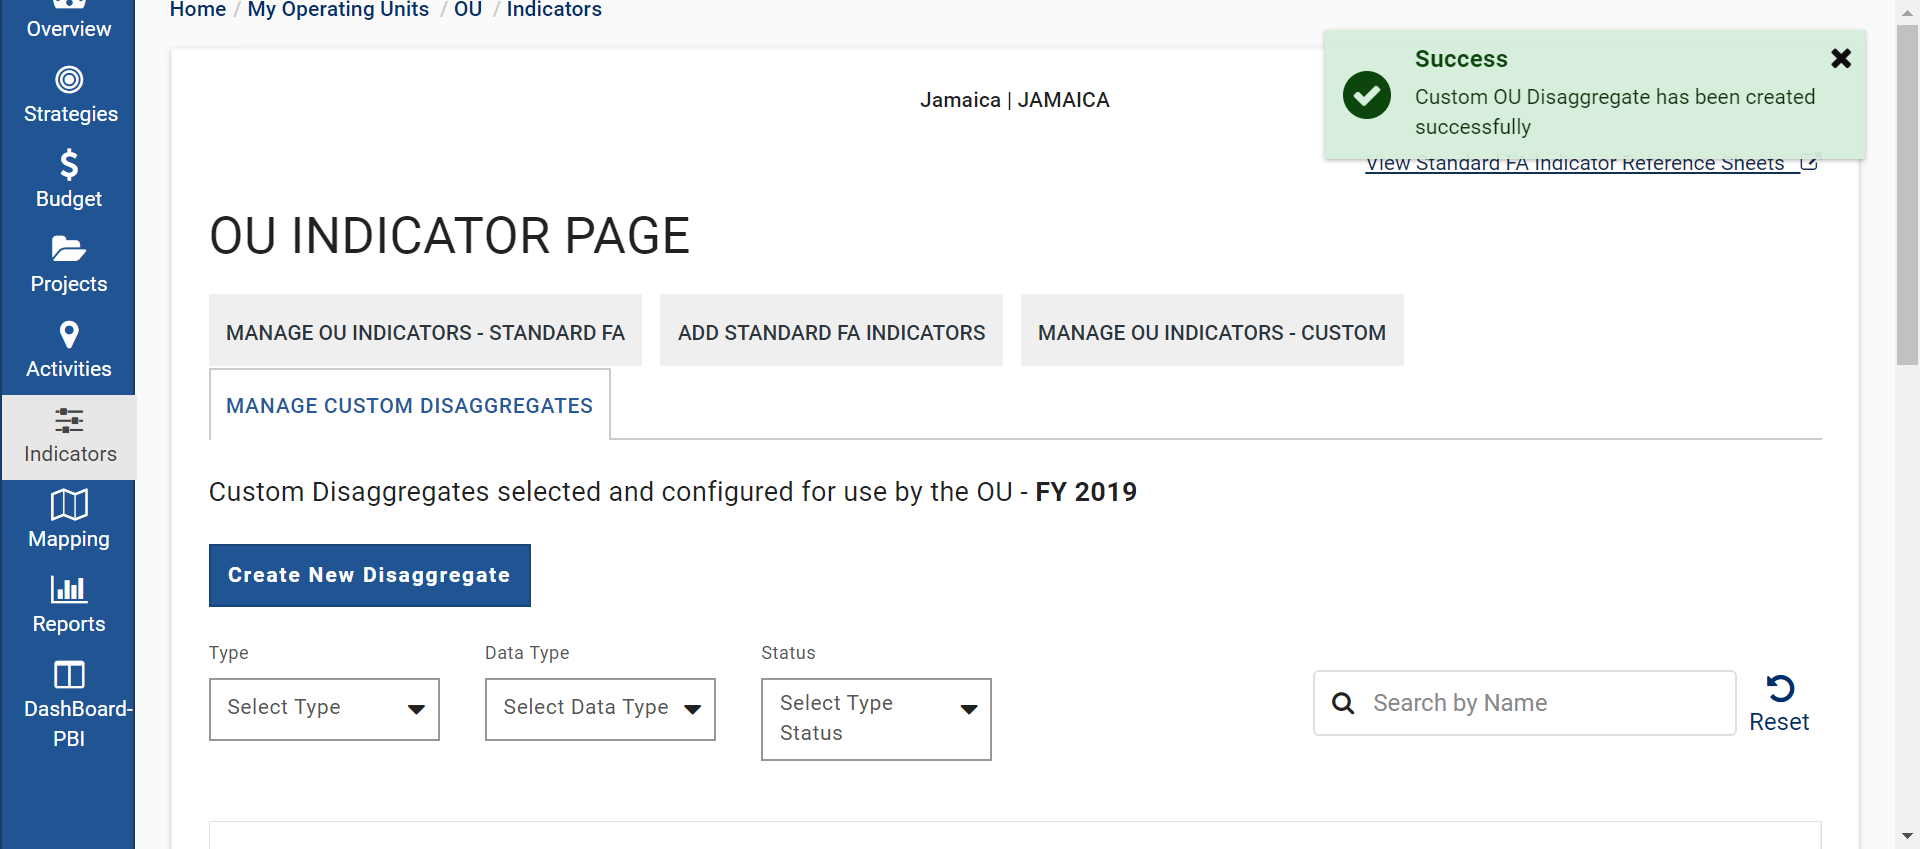 Home / My Operating Units / OU / Indicators
Overview
Strategies
Budget
Projects
Activities
Indicators
Mapping
Reports
DashBoard-
PBI
Jamaica | JAMAICA
Success
Custom OU Disaggregate has been created
successfully
View Standard FA Indicator Reference Sheets
OU INDICATOR PAGE
MANAGE OU INDICATORS - STANDARD FA
ADD STANDARD FA INDICATORS
MANAGE OU INDICATORS - CUSTOM
MANAGE CUSTOM DISAGGREGATES
Custom Disaggregates selected and configured for use by the OU - FY 2019
Create New Disaggregate
Type
Select Type
Data Type
Select Data Type
Status
Select Type
Status
Search by Name
Reset